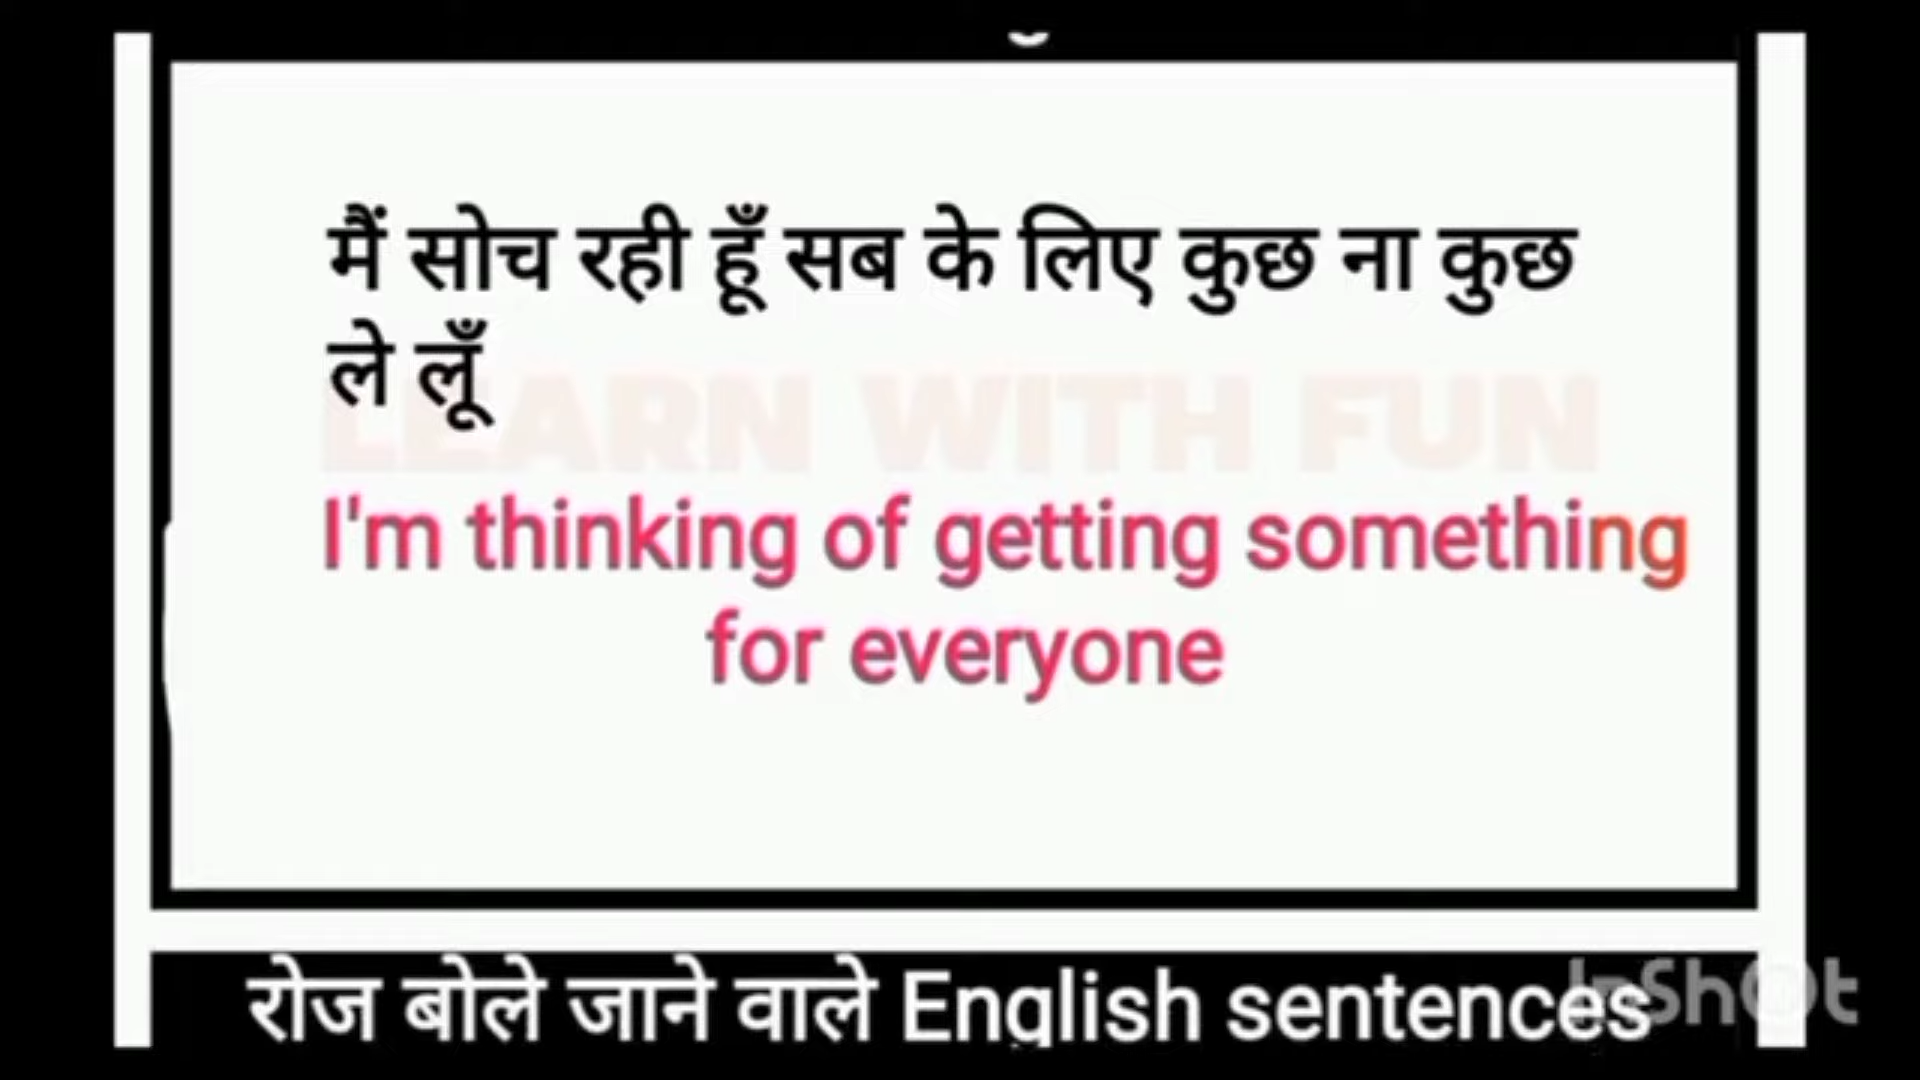 मैं सोच रही हूँ सब के लिए कुछ ना कुछ
ले लूँ
LEARN WITH FUN
I'm thinking of getting something
for everyone
रोज बोले जाने वाले English sentences
InShot